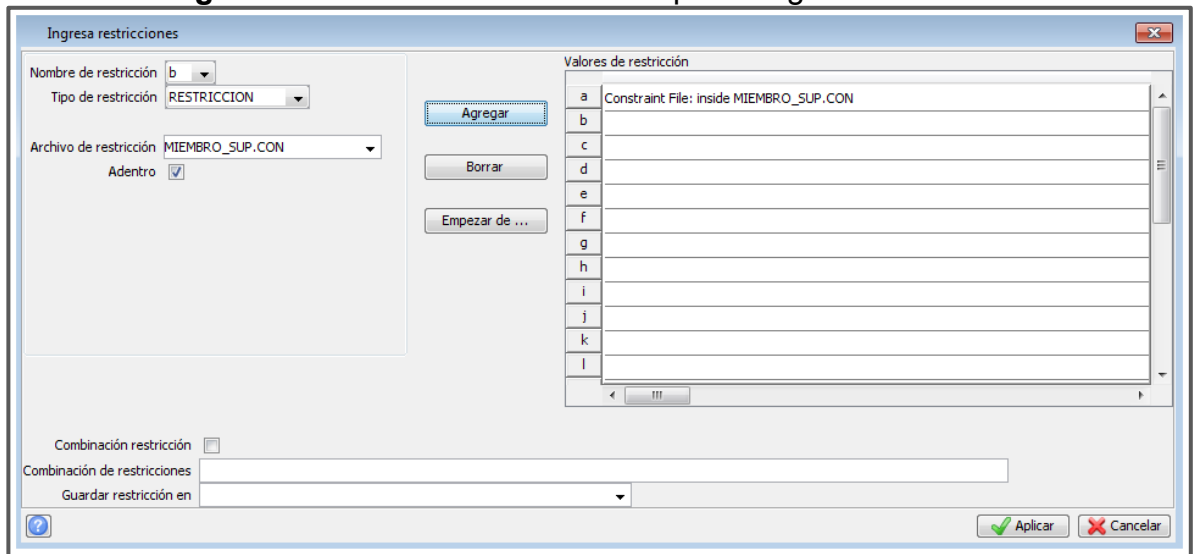 Ingresa restricciones
Nombre de restricción b
Tipo de restricción RESTRICCION
Archivo de restricción MIEMBRO_SUP.CON
Adentro
Agregar
Borrar
Empezar de ...
Valores de restricción
a Constraint File: inside MIEMBRO_SUP.CON
b
c
d
e
f
g
h
i
j
k
l
Combinación restricción
Combinación de restricciones
Guardar restricción en
? Aplicar Cancelar